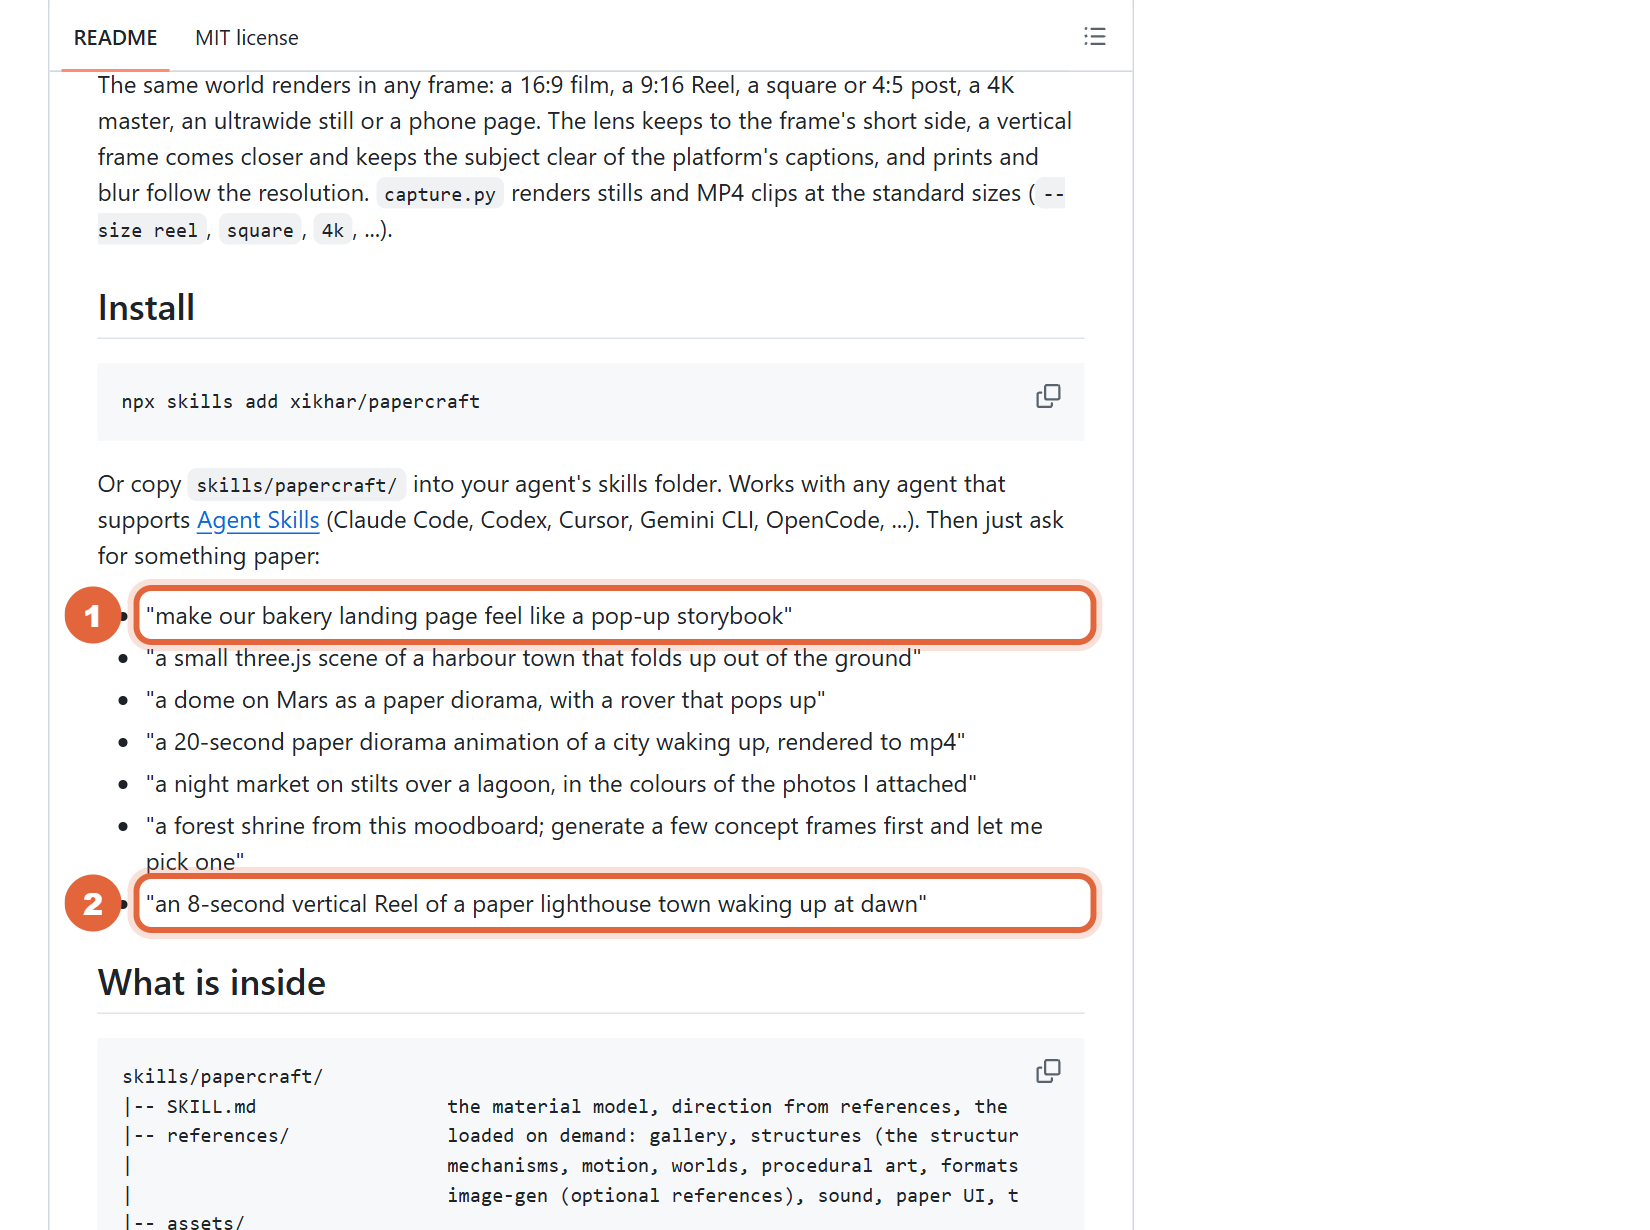 README MIT license
The same world renders in any frame: a 16:9 film, a 9:16 Reel, a square or 4:5 post, a 4K
master, an ultrawide still or a phone page. The lens keeps to the frame's short side, a vertical
frame comes closer and keeps the subject clear of the platform's captions, and prints and
blur follow the resolution. capture.py renders stills and MP4 clips at the standard sizes (--
size reel, square, 4k, ...).
Install
npx skills add xikhar/papercraft
Or copy skills/papercraft/ into your agent's skills folder. Works with any agent that
supports Agent Skills (Claude Code, Codex, Cursor, Gemini CLI, OpenCode, ...). Then just ask
for something paper:
1 • "make our bakery landing page feel like a pop-up storybook"
• "a small three.js scene of a harbour town that folds up out of the ground"
• "a dome on Mars as a paper diorama, with a rover that pops up"
• "a 20-second paper diorama animation of a city waking up, rendered to mp4"
• "a night market on stilts over a lagoon, in the colours of the photos I attached"
• "a forest shrine from this moodboard; generate a few concept frames first and let me
pick one"
2 • "an 8-second vertical Reel of a paper lighthouse town waking up at dawn"
What is inside
skills/papercraft/
|-- SKILL.md the material model, direction from references, the
|-- references/ loaded on demand: gallery, structures (the structur
| mechanisms, motion, worlds, procedural art, formats
| image-gen (optional references), sound, paper UI, t
|-- assets/